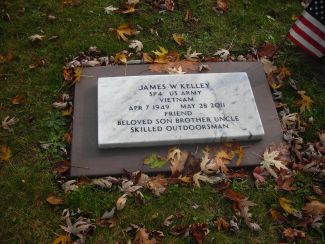 JAMES W KELLEY
SP4 US ARMY
VIETNAM
APR 7 1949 MAY 28 2011
FRIEND
BELOVED SON BROTHER UNCLE
SKILLED OUTDOORSMAN